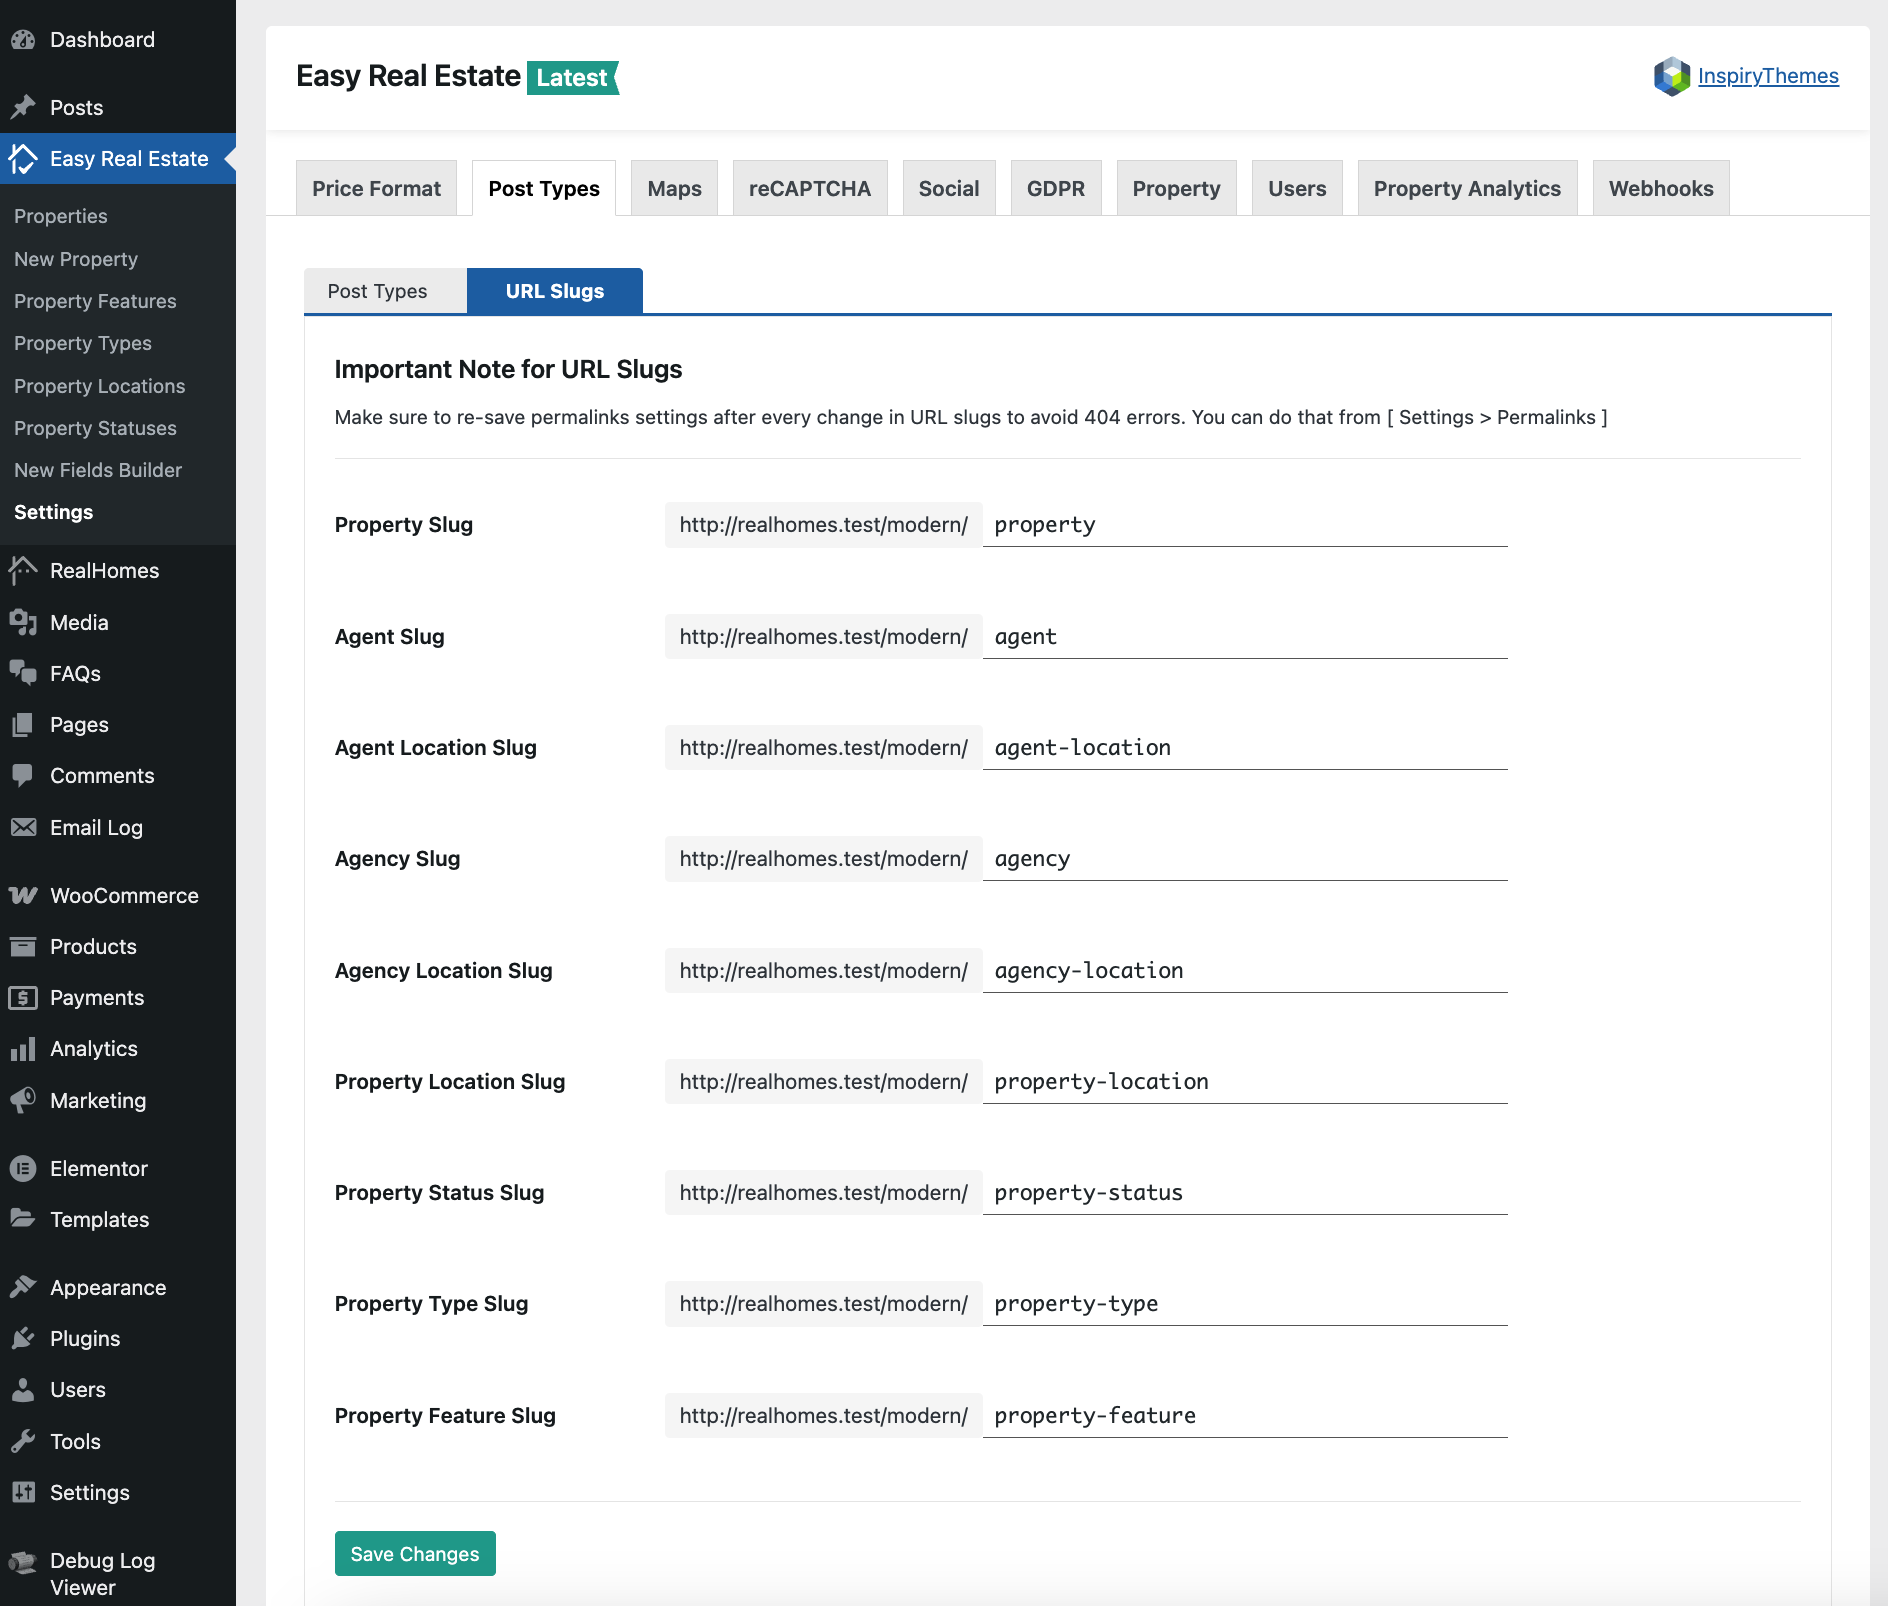 Dashboard
Posts
Easy Real Estate
Properties
New Property
Property Features
Property Types
Property Locations
Property Statuses
New Fields Builder
Settings
RealHomes
Media
FAQs
Pages
Comments
Email Log
WooCommerce
Products
Payments
Analytics
Marketing
Elementor
Templates
Appearance
Plugins
Users
Tools
Settings
Debug Log
Viewer
Easy Real Estate Latest
InspiryThemes
Price Format Post Types Maps reCAPTCHA Social GDPR Property Users Property Analytics Webhooks
Post Types URL Slugs
Important Note for URL Slugs
Make sure to re-save permalinks settings after every change in URL slugs to avoid 404 errors. You can do that from [ Settings > Permalinks ]
Property Slug http://realhomes.test/modern/ property
Agent Slug http://realhomes.test/modern/ agent
Agent Location Slug http://realhomes.test/modern/ agent-location
Agency Slug http://realhomes.test/modern/ agency
Agency Location Slug http://realhomes.test/modern/ agency-location
Property Location Slug http://realhomes.test/modern/ property-location
Property Status Slug http://realhomes.test/modern/ property-status
Property Type Slug http://realhomes.test/modern/ property-type
Property Feature Slug http://realhomes.test/modern/ property-feature
Save Changes